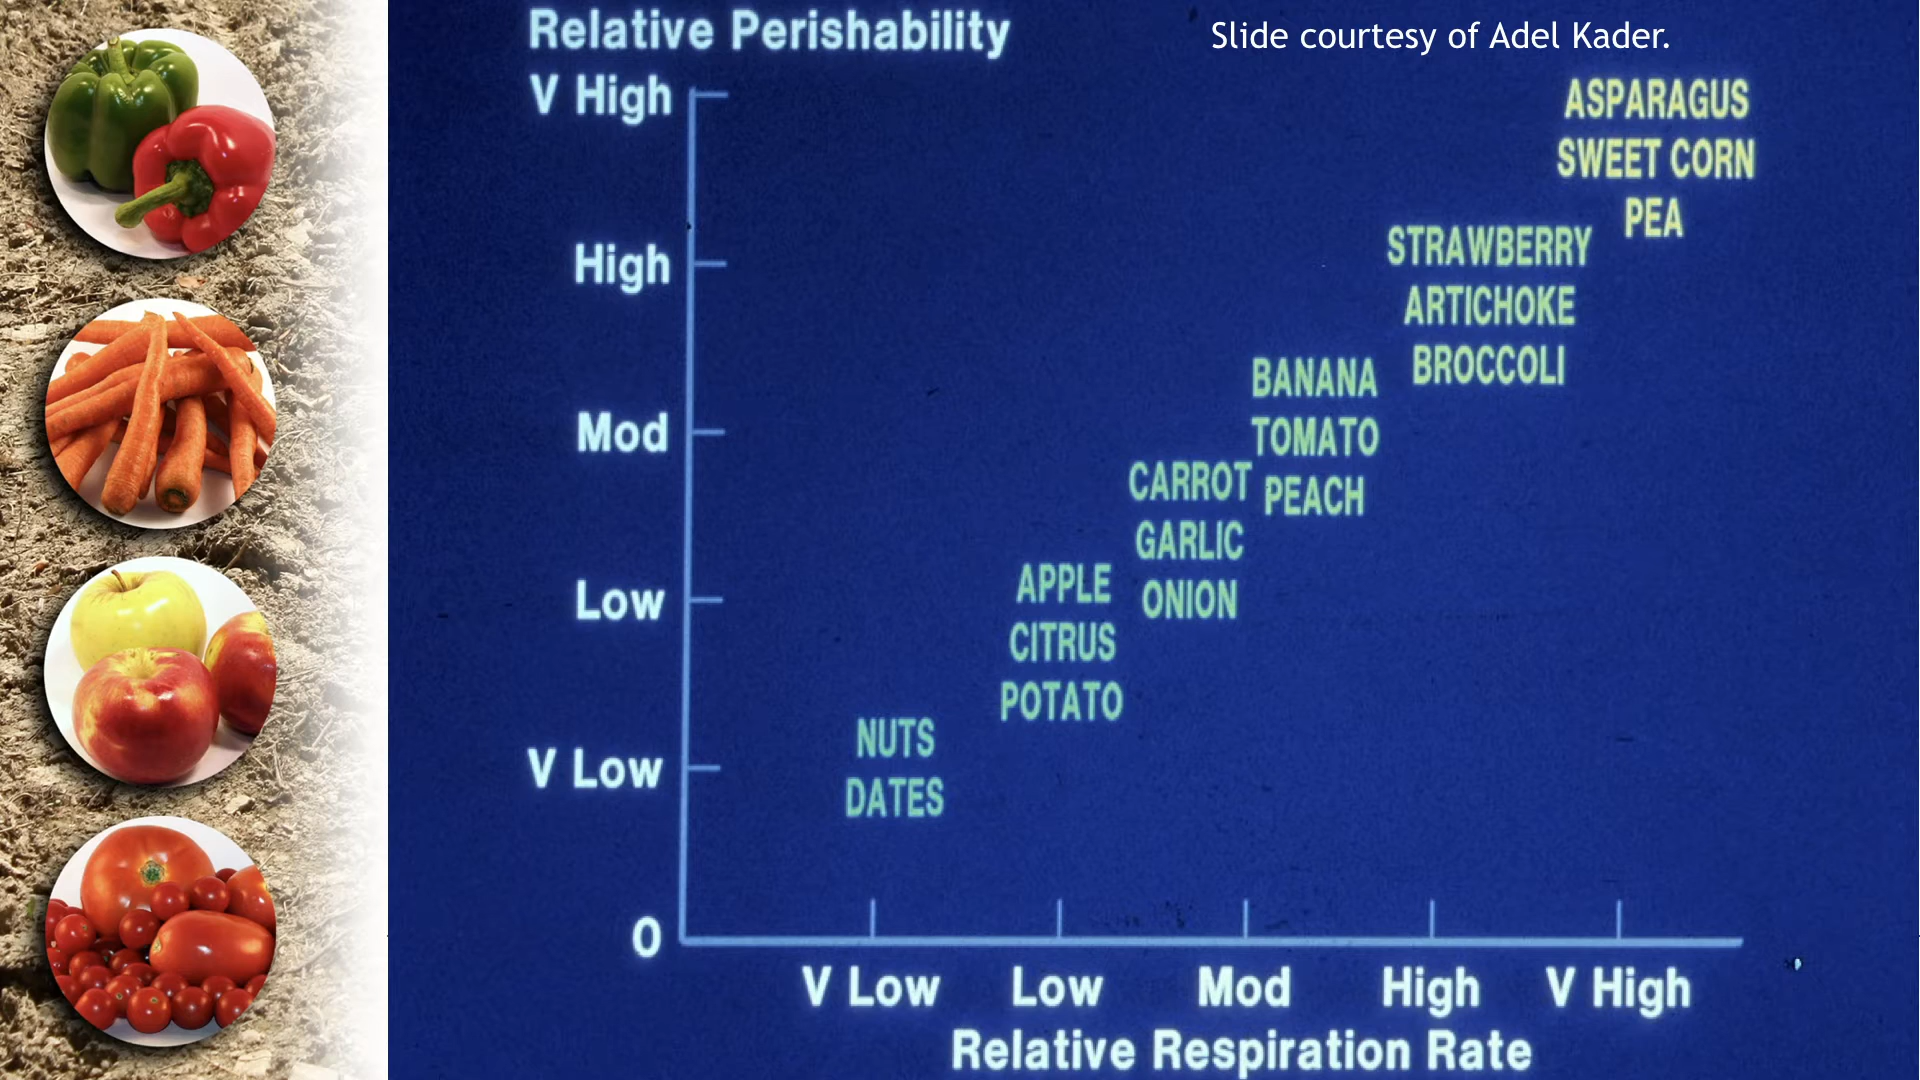 Relative Perishability
Slide courtesy of Adel Kader.
V High
High
Mod
Low
V Low
0
ASPARAGUS
SWEET CORN
PEA
STRAWBERRY
ARTICHOKE
BROCCOLI
BANANA
TOMATO
PEACH
CARROT
GARLIC
ONION
APPLE
CITRUS
POTATO
NUTS
DATES
V Low
Low
Mod
High
V High
Relative Respiration Rate